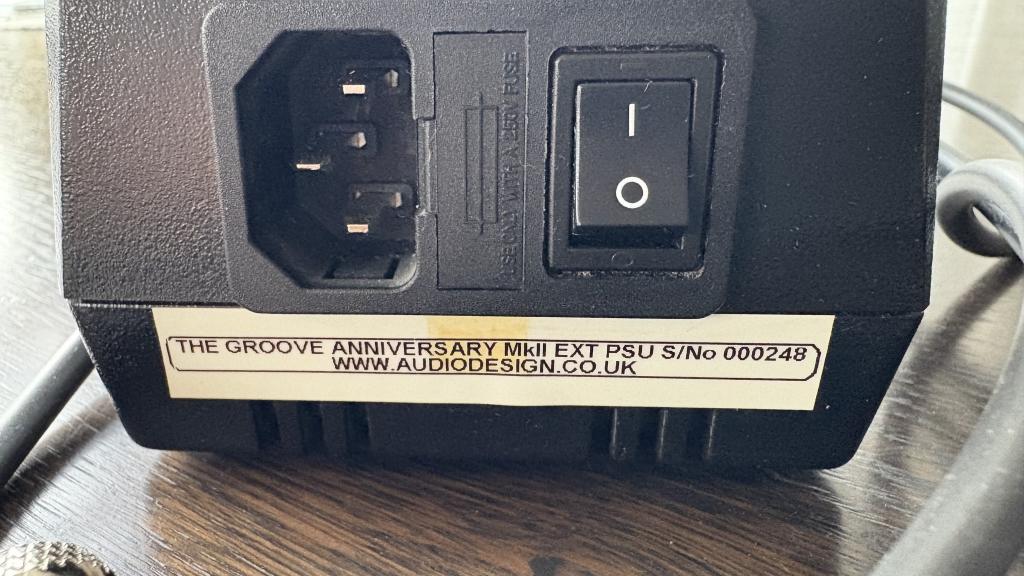 USE ONLY WITH A 250V FUSE
THE GROOVE ANNIVERSARY MkII EXT PSU S/No 000248
WWW.AUDIODESIGN.CO.UK